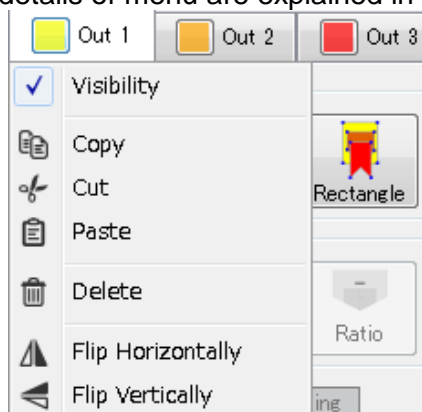 details of menu are explained in
Out 1 Out 2 Out 3
Visibility
Copy
Rectangle
Cut
Paste
Delete
Ratio
Flip Horizontally
Flip Vertically
ing